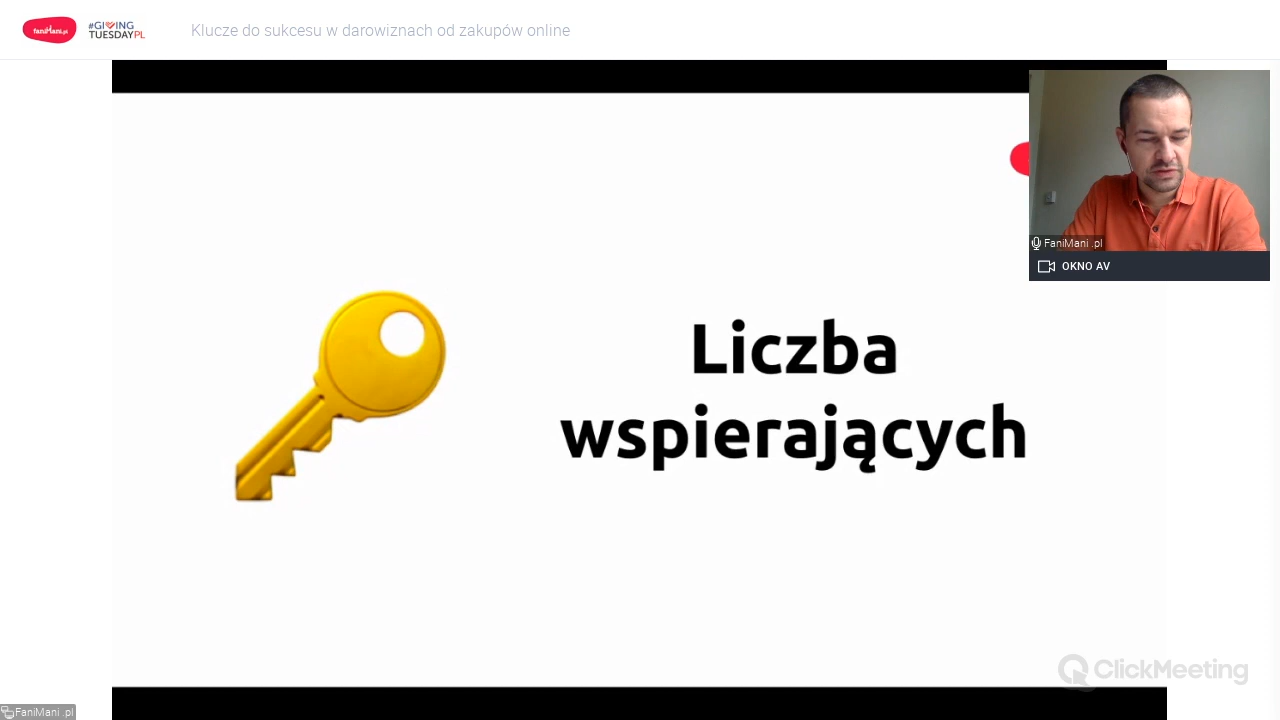 faniMani.pl
#GIVING
TUESDAYPL
Klucze do sukcesu w darowiznach od zakupów online
FaniMani .pl
OKNO AV
Liczba
wspierających
ClickMeeting
FaniMani .pl